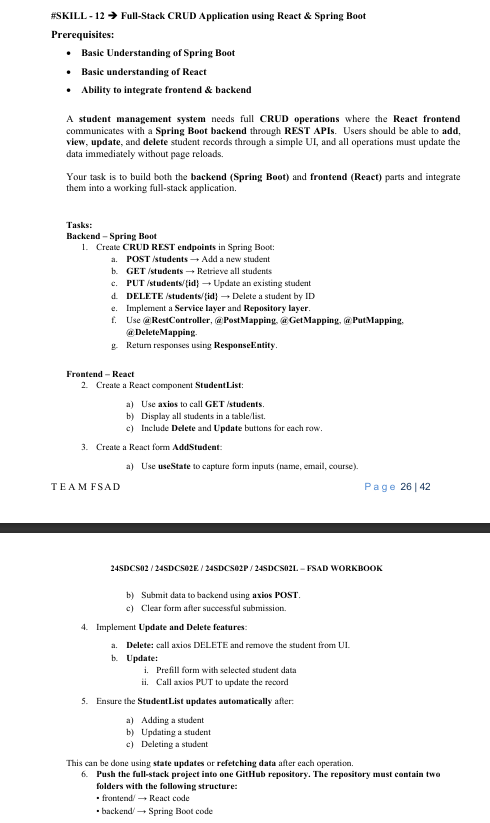 #SKILL - 12 ➔ Full-Stack CRUD Application using React & Spring Boot
Prerequisites:
• Basic Understanding of Spring Boot
• Basic understanding of React
• Ability to integrate frontend & backend
A student management system needs full CRUD operations where the React frontend
communicates with a Spring Boot backend through REST APIs. Users should be able to add,
view, update, and delete student records through a simple UI, and all operations must update the
data immediately without page reloads.
Your task is to build both the backend (Spring Boot) and frontend (React) parts and integrate
them into a working full-stack application.
Tasks:
Backend – Spring Boot
1. Create CRUD REST endpoints in Spring Boot:
a. POST /students → Add a new student
b. GET /students → Retrieve all students
c. PUT /students/{id} → Update an existing student
d. DELETE /students/{id} → Delete a student by ID
e. Implement a Service layer and Repository layer.
f. Use @RestController, @PostMapping, @GetMapping, @PutMapping,
@DeleteMapping.
g. Return responses using ResponseEntity.
Frontend – React
2. Create a React component StudentList:
a) Use axios to call GET /students.
b) Display all students in a table/list.
c) Include Delete and Update buttons for each row.
3. Create a React form AddStudent:
a) Use useState to capture form inputs (name, email, course).
TEAM FSAD Page 26 | 42
24SDCS02 / 24SDCS02E / 24SDCS02P / 24SDCS02L – FSAD WORKBOOK
b) Submit data to backend using axios POST.
c) Clear form after successful submission.
4. Implement Update and Delete features:
a. Delete: call axios DELETE and remove the student from UI.
b. Update:
i. Prefill form with selected student data
ii. Call axios PUT to update the record
5. Ensure the StudentList updates automatically after:
a) Adding a student
b) Updating a student
c) Deleting a student
This can be done using state updates or refetching data after each operation.
6. Push the full-stack project into one GitHub repository. The repository must contain two
folders with the following structure:
• frontend/ → React code
• backend/ → Spring Boot code